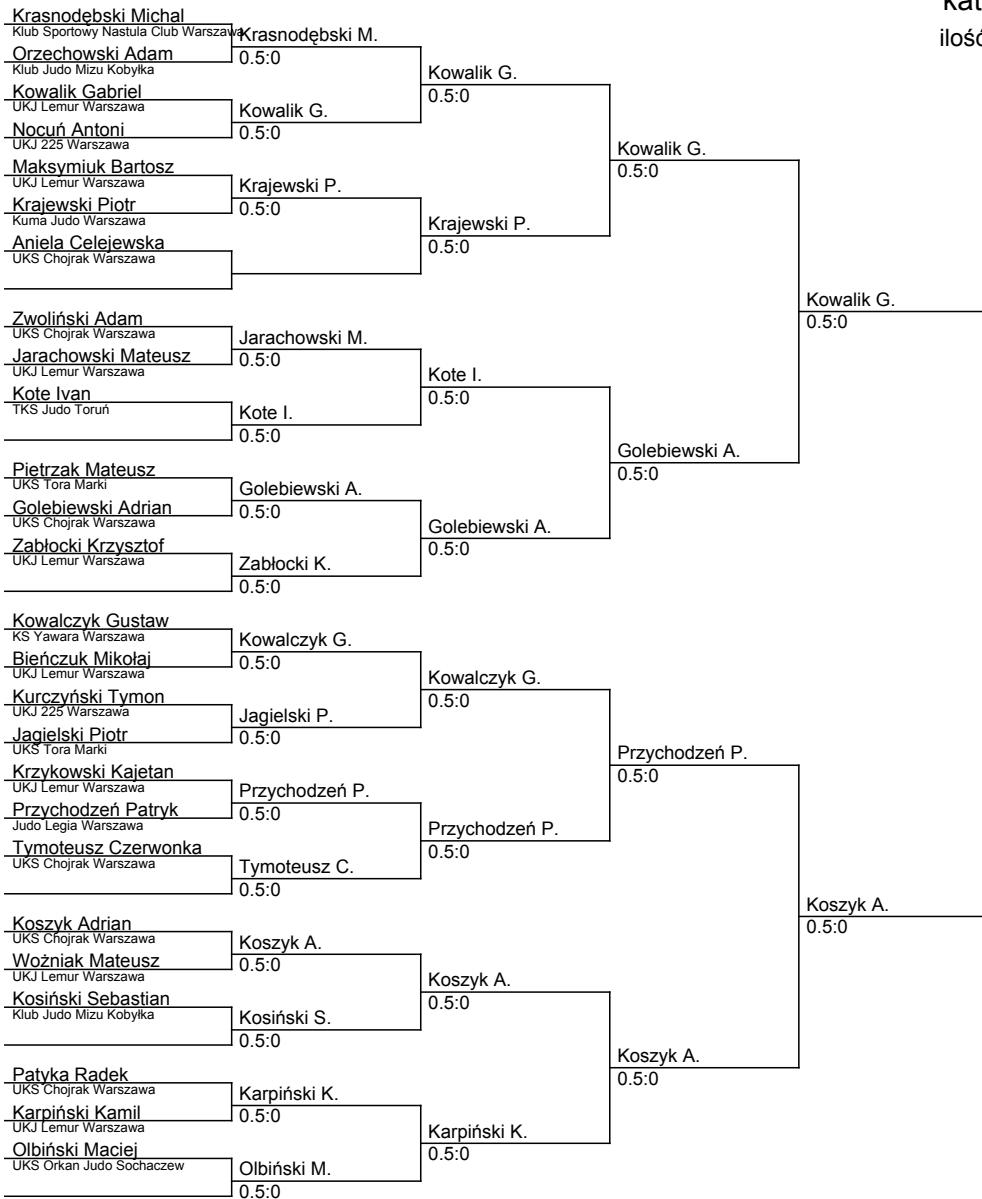 kat
ilość
Krasnodębski Michal
Klub Sportowy Nastula Club Warszawa
Orzechowski Adam
Klub Judo Mizu Kobyłka
Kowalik Gabriel
UKJ Lemur Warszawa
Nocuń Antoni
UKJ 225 Warszawa
Maksymiuk Bartosz
UKJ Lemur Warszawa
Krajewski Piotr
Kuma Judo Warszawa
Aniela Celejewska
UKS Chojrak Warszawa
Zwoliński Adam
UKS Chojrak Warszawa
Jarachowski Mateusz
UKJ Lemur Warszawa
Kote Ivan
TKS Judo Toruń
Pietrzak Mateusz
UKS Tora Marki
Golebiewski Adrian
UKS Chojrak Warszawa
Zabłocki Krzysztof
UKJ Lemur Warszawa
Kowalczyk Gustaw
KS Yawara Warszawa
Bieńczuk Mikołaj
UKJ Lemur Warszawa
Kurczyński Tymon
UKJ 225 Warszawa
Jagielski Piotr
UKS Tora Marki
Krzykowski Kajetan
UKJ Lemur Warszawa
Przychodzeń Patryk
Judo Legia Warszawa
Tymoteusz Czerwonka
UKS Chojrak Warszawa
Koszyk Adrian
UKS Chojrak Warszawa
Woźniak Mateusz
UKJ Lemur Warszawa
Kosiński Sebastian
Klub Judo Mizu Kobyłka
Patyka Radek
UKS Chojrak Warszawa
Karpiński Kamil
UKJ Lemur Warszawa
Olbiński Maciej
UKS Orkan Judo Sochaczew
Krasnodębski M.
0.5:0
Kowalik G.
0.5:0
Krajewski P.
0.5:0
Jarachowski M.
0.5:0
Kote I.
0.5:0
Golebiewski A.
0.5:0
Zabłocki K.
0.5:0
Kowalczyk G.
0.5:0
Jagielski P.
0.5:0
Przychodzeń P.
0.5:0
Tymoteusz C.
0.5:0
Koszyk A.
0.5:0
Kosiński S.
0.5:0
Karpiński K.
0.5:0
Olbiński M.
0.5:0
Kowalik G.
0.5:0
Krajewski P.
0.5:0
Kote I.
0.5:0
Golebiewski A.
0.5:0
Kowalczyk G.
0.5:0
Przychodzeń P.
0.5:0
Koszyk A.
0.5:0
Karpiński K.
0.5:0
Kowalik G.
0.5:0
Golebiewski A.
0.5:0
Przychodzeń P.
0.5:0
Koszyk A.
0.5:0
Kowalik G.
0.5:0
Koszyk A.
0.5:0